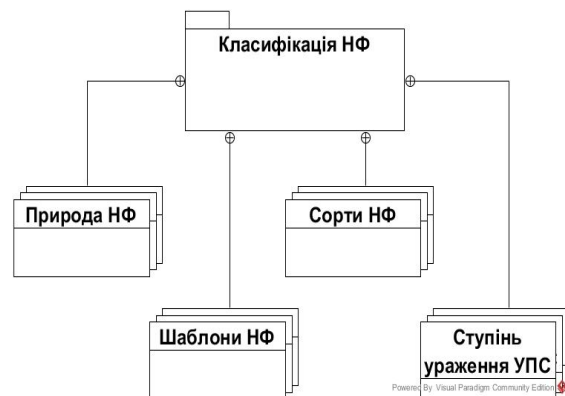 Класифікація НФ
Природа НФ
Сорти НФ
Шаблони НФ
Ступінь
ураження УПС
Powered By Visual Paradigm Community Edition